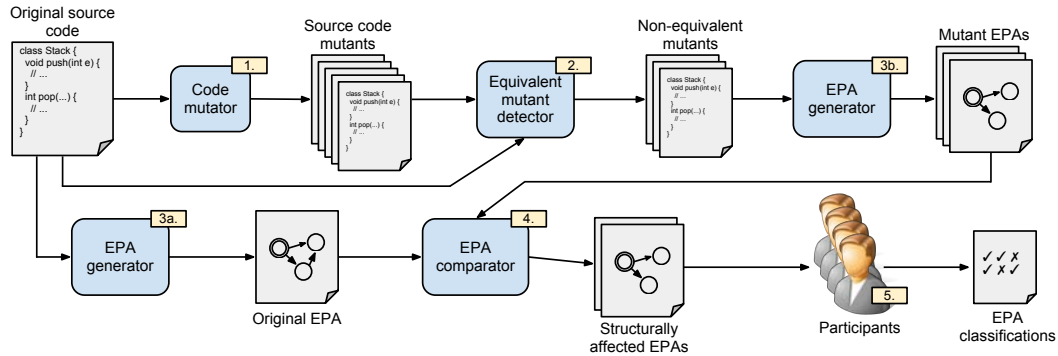 Original source
code
class Stack {
void push(int e) {
// ...
}
int pop(...) {
// ...
}
}
1.
Code
mutator
Source code
mutants
class Stack {
void push(int e) {
// ...
}
int pop(...) {
// ...
}
}
2.
Equivalent
mutant
detector
Non-equivalent
mutants
class Stack {
void push(int e) {
// ...
}
int pop(...) {
// ...
}
}
3b.
EPA
generator
Mutant EPAs
3a.
EPA
generator
Original EPA
4.
EPA
comparator
Structurally
affected EPAs
5.
Participants
✓✓✗
✓✗✓
EPA
classifications